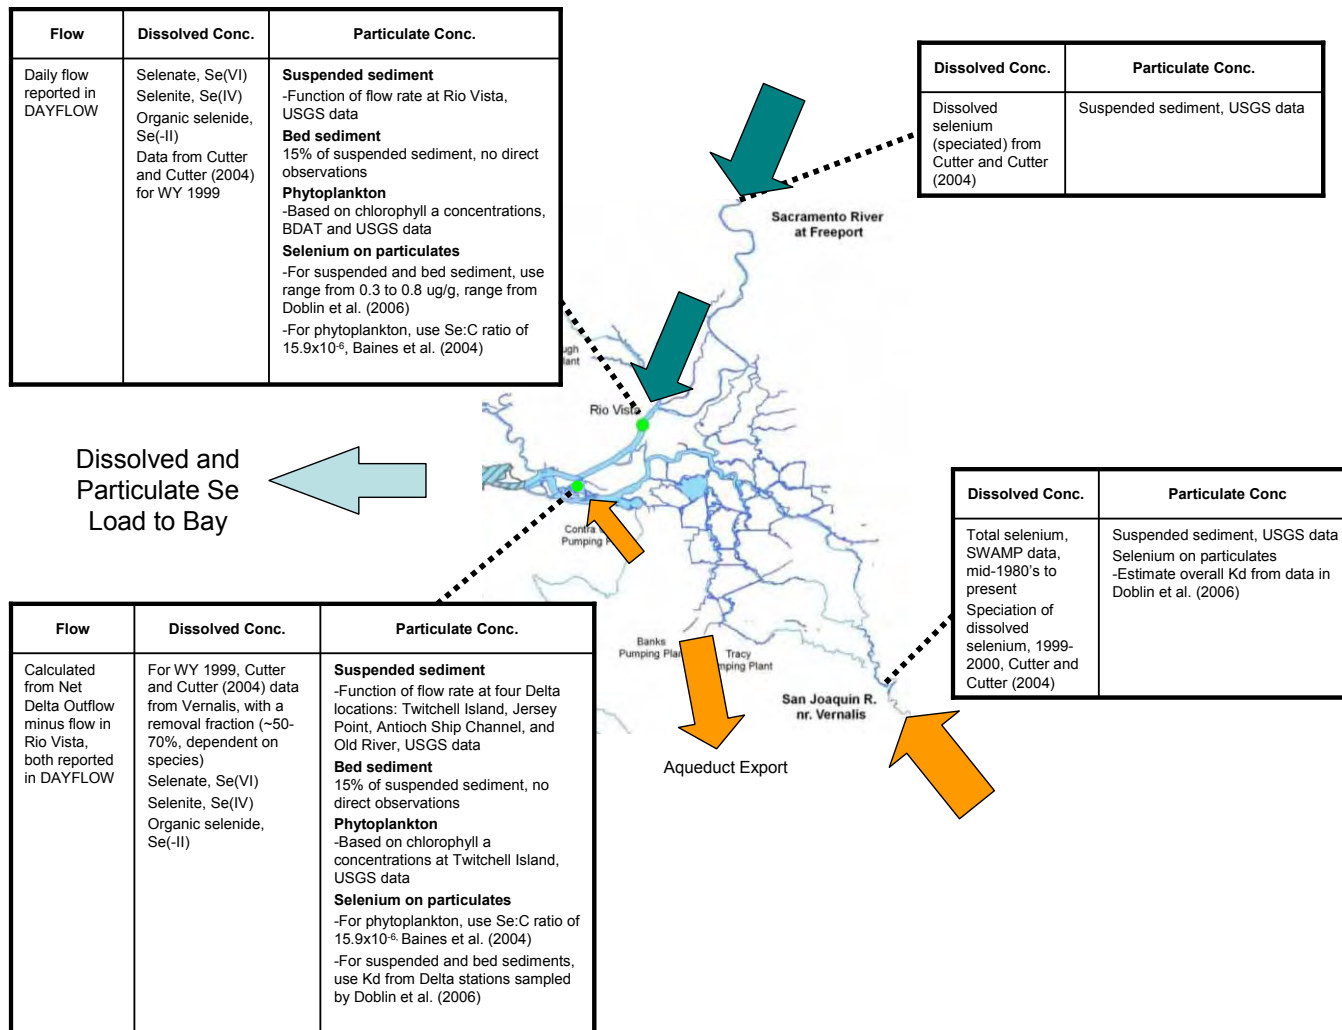 Flow
Dissolved Conc.
Particulate Conc.
Daily flow
reported in
DAYFLOW
Selenate, Se(VI)
Selenite, Se(IV)
Organic selenide,
Se(-II)
Data from Cutter
and Cutter (2004)
for WY 1999
Suspended sediment
-Function of flow rate at Rio Vista,
USGS data
Bed sediment
15% of suspended sediment, no direct
observations
Phytoplankton
-Based on chlorophyll a concentrations,
BDAT and USGS data
Selenium on particulates
-For suspended and bed sediment, use
range from 0.3 to 0.8 ug/g, range from
Doblin et al. (2006)
-For phytoplankton, use Se:C ratio of
15.9x10-6, Baines et al. (2004)
Dissolved Conc.
Particulate Conc.
Dissolved
selenium
(speciated) from
Cutter and Cutter
(2004)
Suspended sediment, USGS data
Sacramento River
at Freeport
Rio Vista
Dissolved and
Particulate Se
Load to Bay
Contra
Pumping
Banks
Pumping Plant
Tracy
mping Plant
San Joaquin R.
nr. Vernalis
Aqueduct Export
Dissolved Conc.
Particulate Conc
Total selenium,
SWAMP data,
mid-1980's to
present
Speciation of
dissolved
selenium, 1999-
2000, Cutter and
Cutter (2004)
Suspended sediment, USGS data
Selenium on particulates
-Estimate overall Kd from data in
Doblin et al. (2006)
Flow
Dissolved Conc.
Particulate Conc.
Calculated
from Net
Delta Outflow
minus flow in
Rio Vista,
both reported
in DAYFLOW
For WY 1999, Cutter
and Cutter (2004) data
from Vernalis, with a
removal fraction (~50-
70%, dependent on
species)
Selenate, Se(VI)
Selenite, Se(IV)
Organic selenide,
Se(-II)
Suspended sediment
-Function of flow rate at four Delta
locations: Twitchell Island, Jersey
Point, Antioch Ship Channel, and
Old River, USGS data
Bed sediment
15% of suspended sediment, no
direct observations
Phytoplankton
-Based on chlorophyll a
concentrations at Twitchell Island,
USGS data
Selenium on particulates
-For phytoplankton, use Se:C ratio of
15.9x10-6, Baines et al. (2004)
-For suspended and bed sediments,
use Kd from Delta stations sampled
by Doblin et al. (2006)